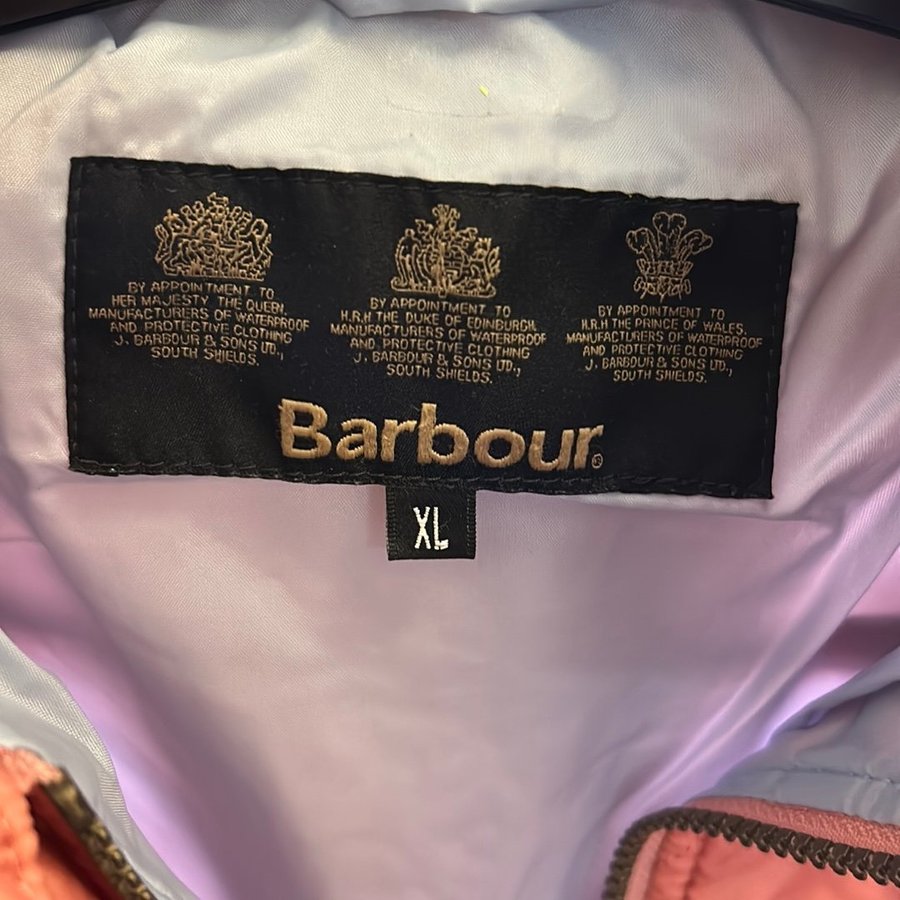 BY APPOINTMENT TO
HER MAJESTY THE QUEEN,
MANUFACTURERS OF WATERPROOF
AND PROTECTIVE CLOTHING
J. BARBOUR & SONS LTD.,
SOUTH SHIELDS.
BY APPOINTMENT TO
H.R.H THE DUKE OF EDINBURGH,
MANUFACTURERS OF WATERPROOF
AND PROTECTIVE CLOTHING
J. BARBOUR & SONS LTD.,
SOUTH SHIELDS.
BY APPOINTMENT TO
H.R.H THE PRINCE OF WALES,
MANUFACTURERS OF WATERPROOF
AND PROTECTIVE CLOTHING
J. BARBOUR & SONS LTD.,
SOUTH SHIELDS.
Barbour®
XL